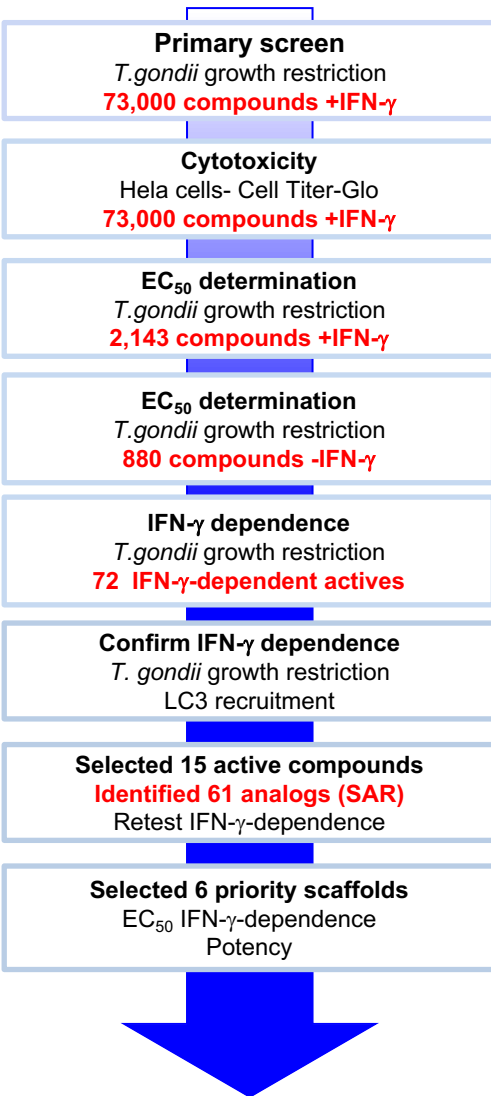 Primary screen
T.gondii growth restriction
73,000 compounds +IFN-γ
Cytotoxicity
Hela cells- Cell Titer-Glo
73,000 compounds +IFN-γ
EC₅₀ determination
T.gondii growth restriction
2,143 compounds +IFN-γ
EC₅₀ determination
T.gondii growth restriction
880 compounds -IFN-γ
IFN-γ dependence
T.gondii growth restriction
72 IFN-γ-dependent actives
Confirm IFN-γ dependence
T. gondii growth restriction
LC3 recruitment
Selected 15 active compounds
Identified 61 analogs (SAR)
Retest IFN-γ-dependence
Selected 6 priority scaffolds
EC₅₀ IFN-γ-dependence
Potency